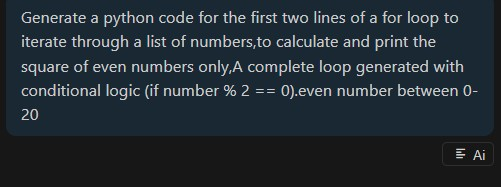 Generate a python code for the first two lines of a for loop to
iterate through a list of numbers,to calculate and print the
square of even numbers only,A complete loop generated with
conditional logic (if number % 2 == 0).even number between 0-
20
Ai